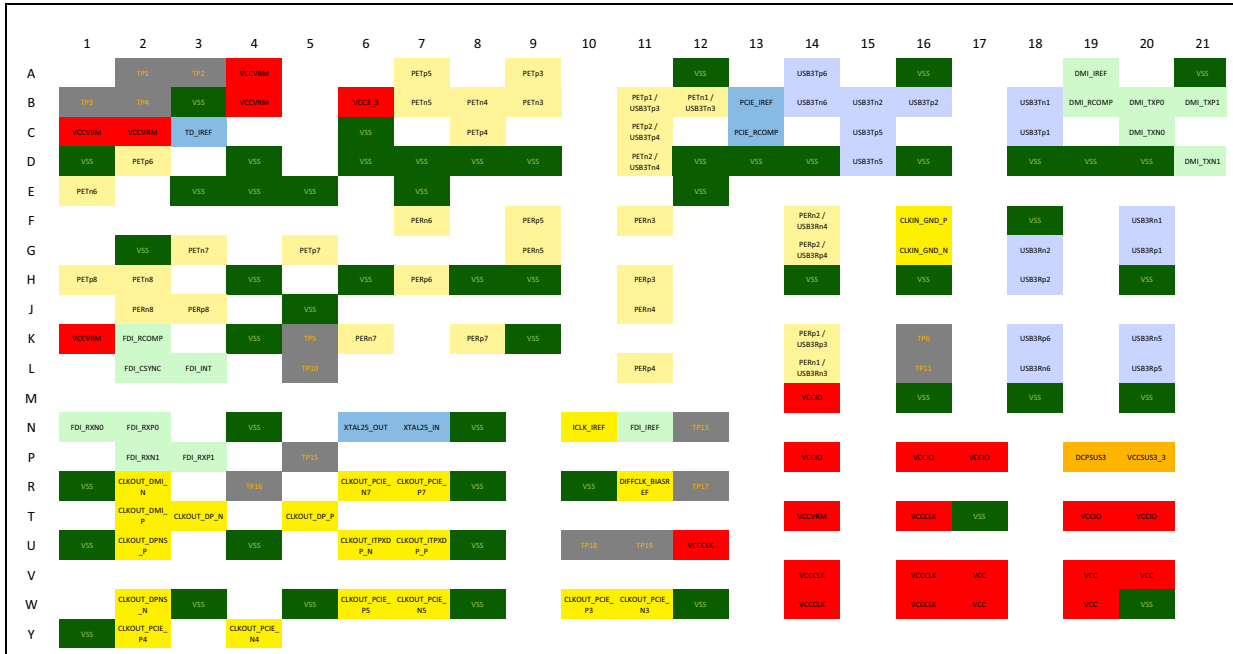 1 2 3 4 5 6 7 8 9 10 11 12 13 14 15 16 17 18 19 20 21
A TP1 TP2 VCCVRM PETp5 PETp3 VSS USB3Tp6 VSS DMI_IREF VSS
B TP3 TP4 VSS VCCVRM VCC3_3 PETn5 PETn4 PETn3 PETp1 / USB3Tp3 PETn1 / USB3Tn3 PCIE_IREF USB3Tn6 USB3Tn2 USB3Tp2 USB3Tn1 DMI_RCOMP DMI_TXP0 DMI_TXP1
C VCCVRM VCCVRM TD_IREF VSS PETp4 PETp2 / USB3Tp4 PCIE_RCOMP USB3Tp5 USB3Tp1 DMI_TXN0
D VSS PETp6 VSS VSS VSS VSS VSS PETn2 / USB3Tn4 VSS VSS VSS USB3Tn5 VSS VSS VSS VSS DMI_TXN1
E PETn6 VSS VSS VSS VSS VSS
F PERn6 PERp5 PERn3 PERn2 / USB3Rn4 CLKIN_GND_P VSS USB3Rn1
G VSS PETn7 PETp7 PERn5 PERp2 / USB3Rp4 CLKIN_GND_N USB3Rn2 USB3Rp1
H PETp8 PETn8 VSS VSS PERp6 VSS VSS PERp3 VSS VSS USB3Rp2 VSS
J PERn8 PERp8 VSS PERn4
K VCCVRM FDI_RCOMP VSS TP5 PERn7 PERp7 VSS PERp1 / USB3Rp3 TP6 USB3Rp6 USB3Rn5
L FDI_CSYNC FDI_INT TP10 PERp4 PERn1 / USB3Rn3 TP11 USB3Rn6 USB3Rp5
M VCCIO VSS VSS VSS
N FDI_RXN0 FDI_RXP0 VSS XTAL25_OUT XTAL25_IN VSS ICLK_IREF FDI_IREF TP13
P FDI_RXN1 FDI_RXP1 TP15 VCCIO VCCIO VCCIO DCPSUS3 VCCSUS3_3
R VSS CLKOUT_DMI_N TP16 CLKOUT_PCIE_N7 CLKOUT_PCIE_P7 VSS DIFFCLK_BIASREF TP17
T CLKOUT_DMI_P CLKOUT_DP_N CLKOUT_DP_P VCCVRM VCCCLK VSS VCCIO VCCIO
U VSS CLKOUT_DPNS_P VSS CLKOUT_ITPXDP_N CLKOUT_ITPXDP_P VSS TP18 TP19 VCCCLK
V VCCCLK VCCCLK VCC VCC VCC
W CLKOUT_DPNS_N VSS VSS CLKOUT_PCIE_P5 CLKOUT_PCIE_N5 VSS CLKOUT_PCIE_P3 CLKOUT_PCIE_N3 VSS VCCCLK VCCCLK VCC VCC VSS
Y VSS CLKOUT_PCIE_P4 CLKOUT_PCIE_N4